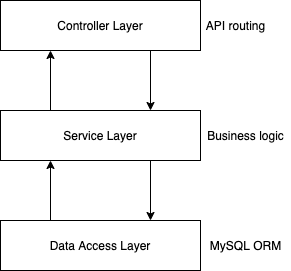 Controller Layer
API routing
Service Layer
Business logic
Data Access Layer
MySQL ORM